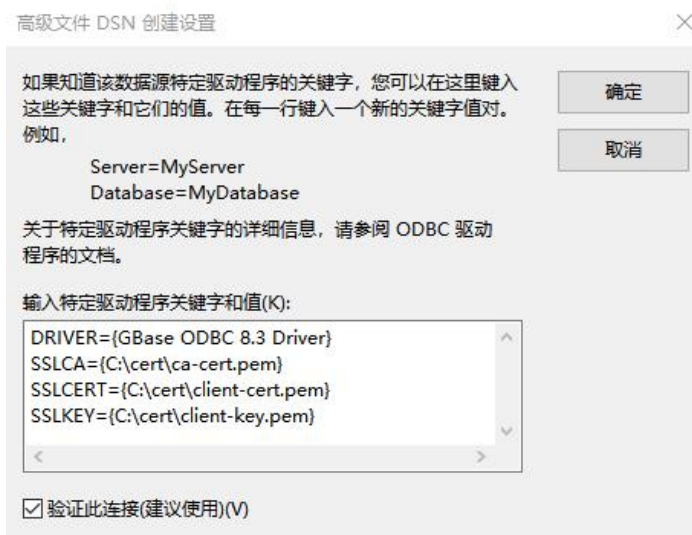 高级文件 DSN 创建设置
如果知道该数据源特定驱动程序的关键字，您可以在这里键入
这些关键字和它们的值。在每一行键入一个新的关键字值对。
例如，
Server=MyServer
Database=MyDatabase
关于特定驱动程序关键字的详细信息，请参阅 ODBC 驱动
程序的文档。
输入特定驱动程序关键字和值(K):
DRIVER={GBase ODBC 8.3 Driver}
SSLCA={C:\cert\ca-cert.pem}
SSLCERT={C:\cert\client-cert.pem}
SSLKEY={C:\cert\client-key.pem}
验证此连接(建议使用)(V)
确定
取消